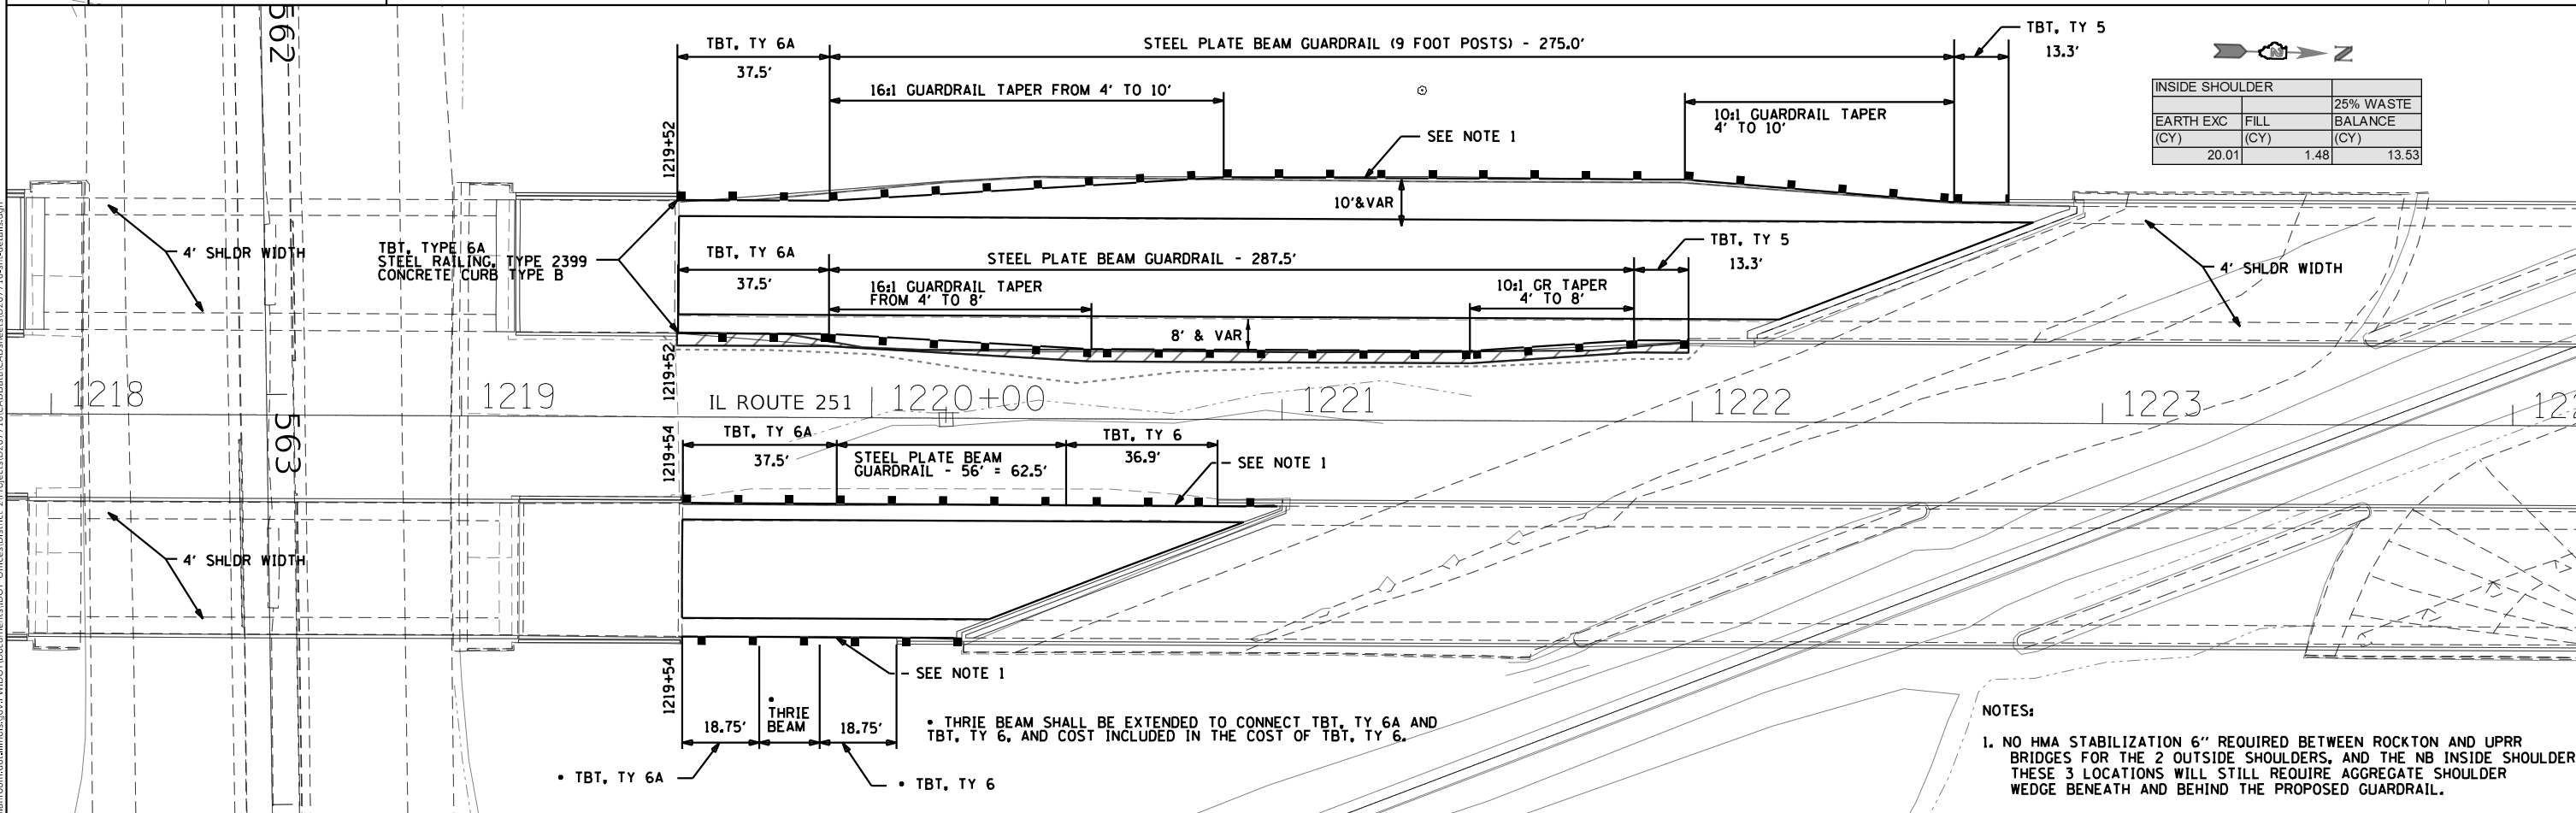 562
TBT, TY 6A
37.5'
STEEL PLATE BEAM GUARDRAIL (9 FOOT POSTS) - 275.0'
TBT, TY 5
13.3'
N
16:1 GUARDRAIL TAPER FROM 4' TO 10'
10:1 GUARDRAIL TAPER
4' TO 10'
SEE NOTE 1
INSIDE SHOULDER
25% WASTE
EARTH EXC FILL BALANCE
(CY) (CY) (CY)
20.01 1.48 13.53
1219+52
10'&VAR
4' SHLDR WIDTH
TBT, TYPE 6A
STEEL RAILING, TYPE 2399
CONCRETE CURB TYPE B
TBT, TY 6A
37.5'
STEEL PLATE BEAM GUARDRAIL - 287.5'
TBT, TY 5
13.3'
4' SHLDR WIDTH
16:1 GUARDRAIL TAPER
FROM 4' TO 8'
10:1 GR TAPER
4' TO 8'
8' & VAR
1219+52
1218
1219
IL ROUTE 251
1220+00
1221
1222
1223
122
563
1219+54
TBT, TY 6A
37.5'
STEEL PLATE BEAM
GUARDRAIL - 56' = 62.5'
TBT, TY 6
36.9'
SEE NOTE 1
4' SHLDR WIDTH
SEE NOTE 1
1219+54
18.75'
• THRIE
BEAM
18.75'
• THRIE BEAM SHALL BE EXTENDED TO CONNECT TBT, TY 6A AND
TBT, TY 6, AND COST INCLUDED IN THE COST OF TBT, TY 6.
• TBT, TY 6A
• TBT, TY 6
NOTES:
1. NO HMA STABILIZATION 6'' REQUIRED BETWEEN ROCKTON AND UPRR
BRIDGES FOR THE 2 OUTSIDE SHOULDERS, AND THE NB INSIDE SHOULDER
THESE 3 LOCATIONS WILL STILL REQUIRE AGGREGATE SHOULDER
WEDGE BENEATH AND BEHIND THE PROPOSED GUARDRAIL.